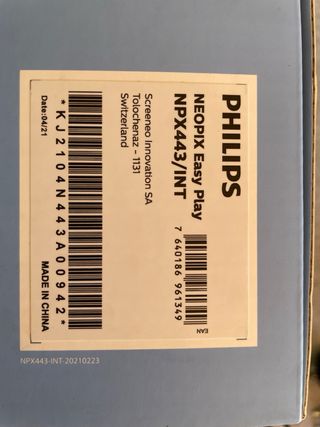 PHILIPS
NEOPIX Easy Play
NPX443/INT
EAN
7 640186 961349
Screeneo Innovation SA
Tolochenaz - 1131
Switzerland
*KJ2104N443A00942*
Date:04/21
MADE IN CHINA
NPX443-INT-20210223